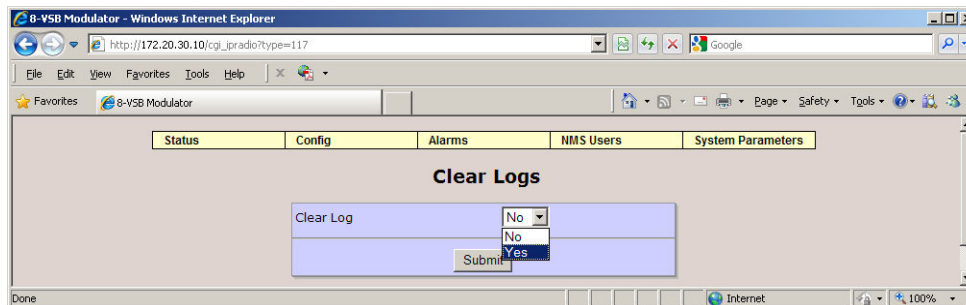 8-VSB Modulator - Windows Internet Explorer
http://172.20.30.10/cgi_ipradio?type=117
Google
File Edit View Favorites Tools Help
Favorites 8-VSB Modulator Page Safety Tools
Status Config Alarms NMS Users System Parameters
Clear Logs
Clear Log No
No
Yes
Submit
Done Internet 100%